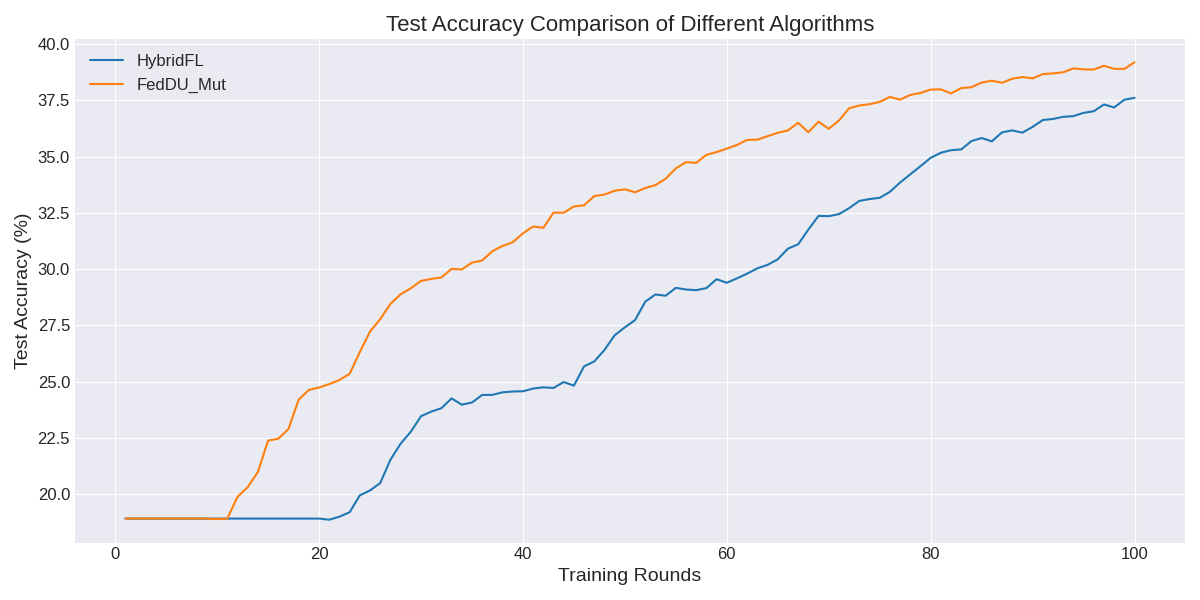 Test Accuracy Comparison of Different Algorithms
HybridFL
FedDU_Mut
Test Accuracy (%)
40.0
37.5
35.0
32.5
30.0
27.5
25.0
22.5
20.0
0 20 40 60 80 100
Training Rounds